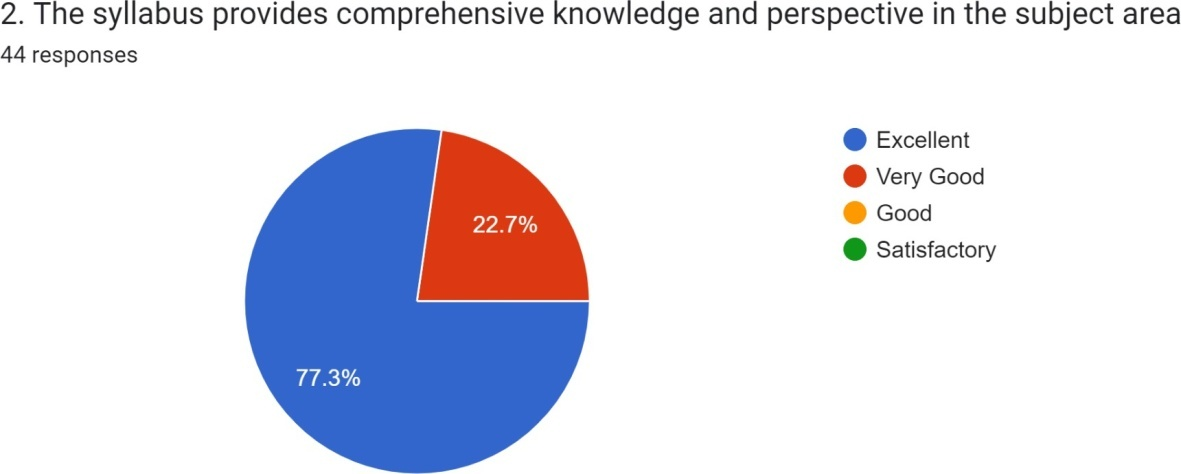 2. The syllabus provides comprehensive knowledge and perspective in the subject area
44 responses
Excellent
Very Good
Good
Satisfactory
22.7%
77.3%